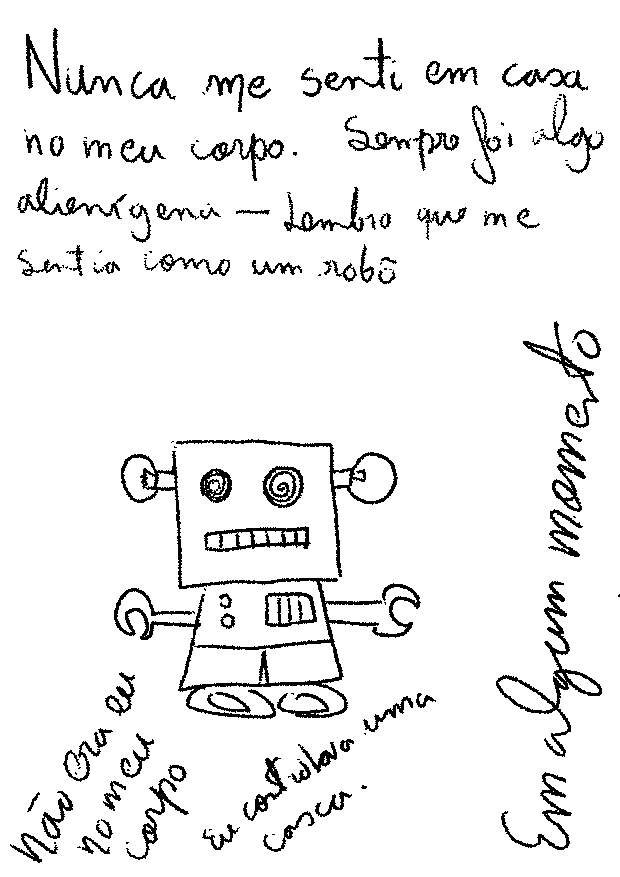 Nunca me senti em casa
no meu corpo. Sempre foi algo
alienígena — Lembro que me
sentia como um robô
Em algum momento
Não era eu
no meu
corpo
Eu controlava uma
casca.